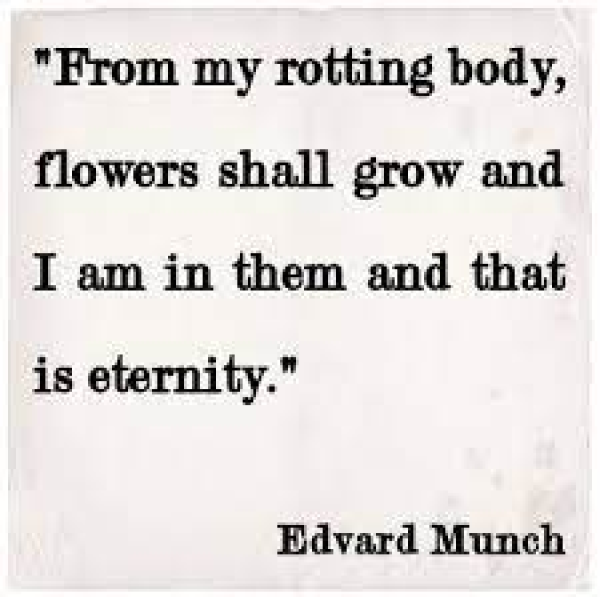 "From my rotting body,
flowers shall grow and
I am in them and that
is eternity."
Edvard Munch